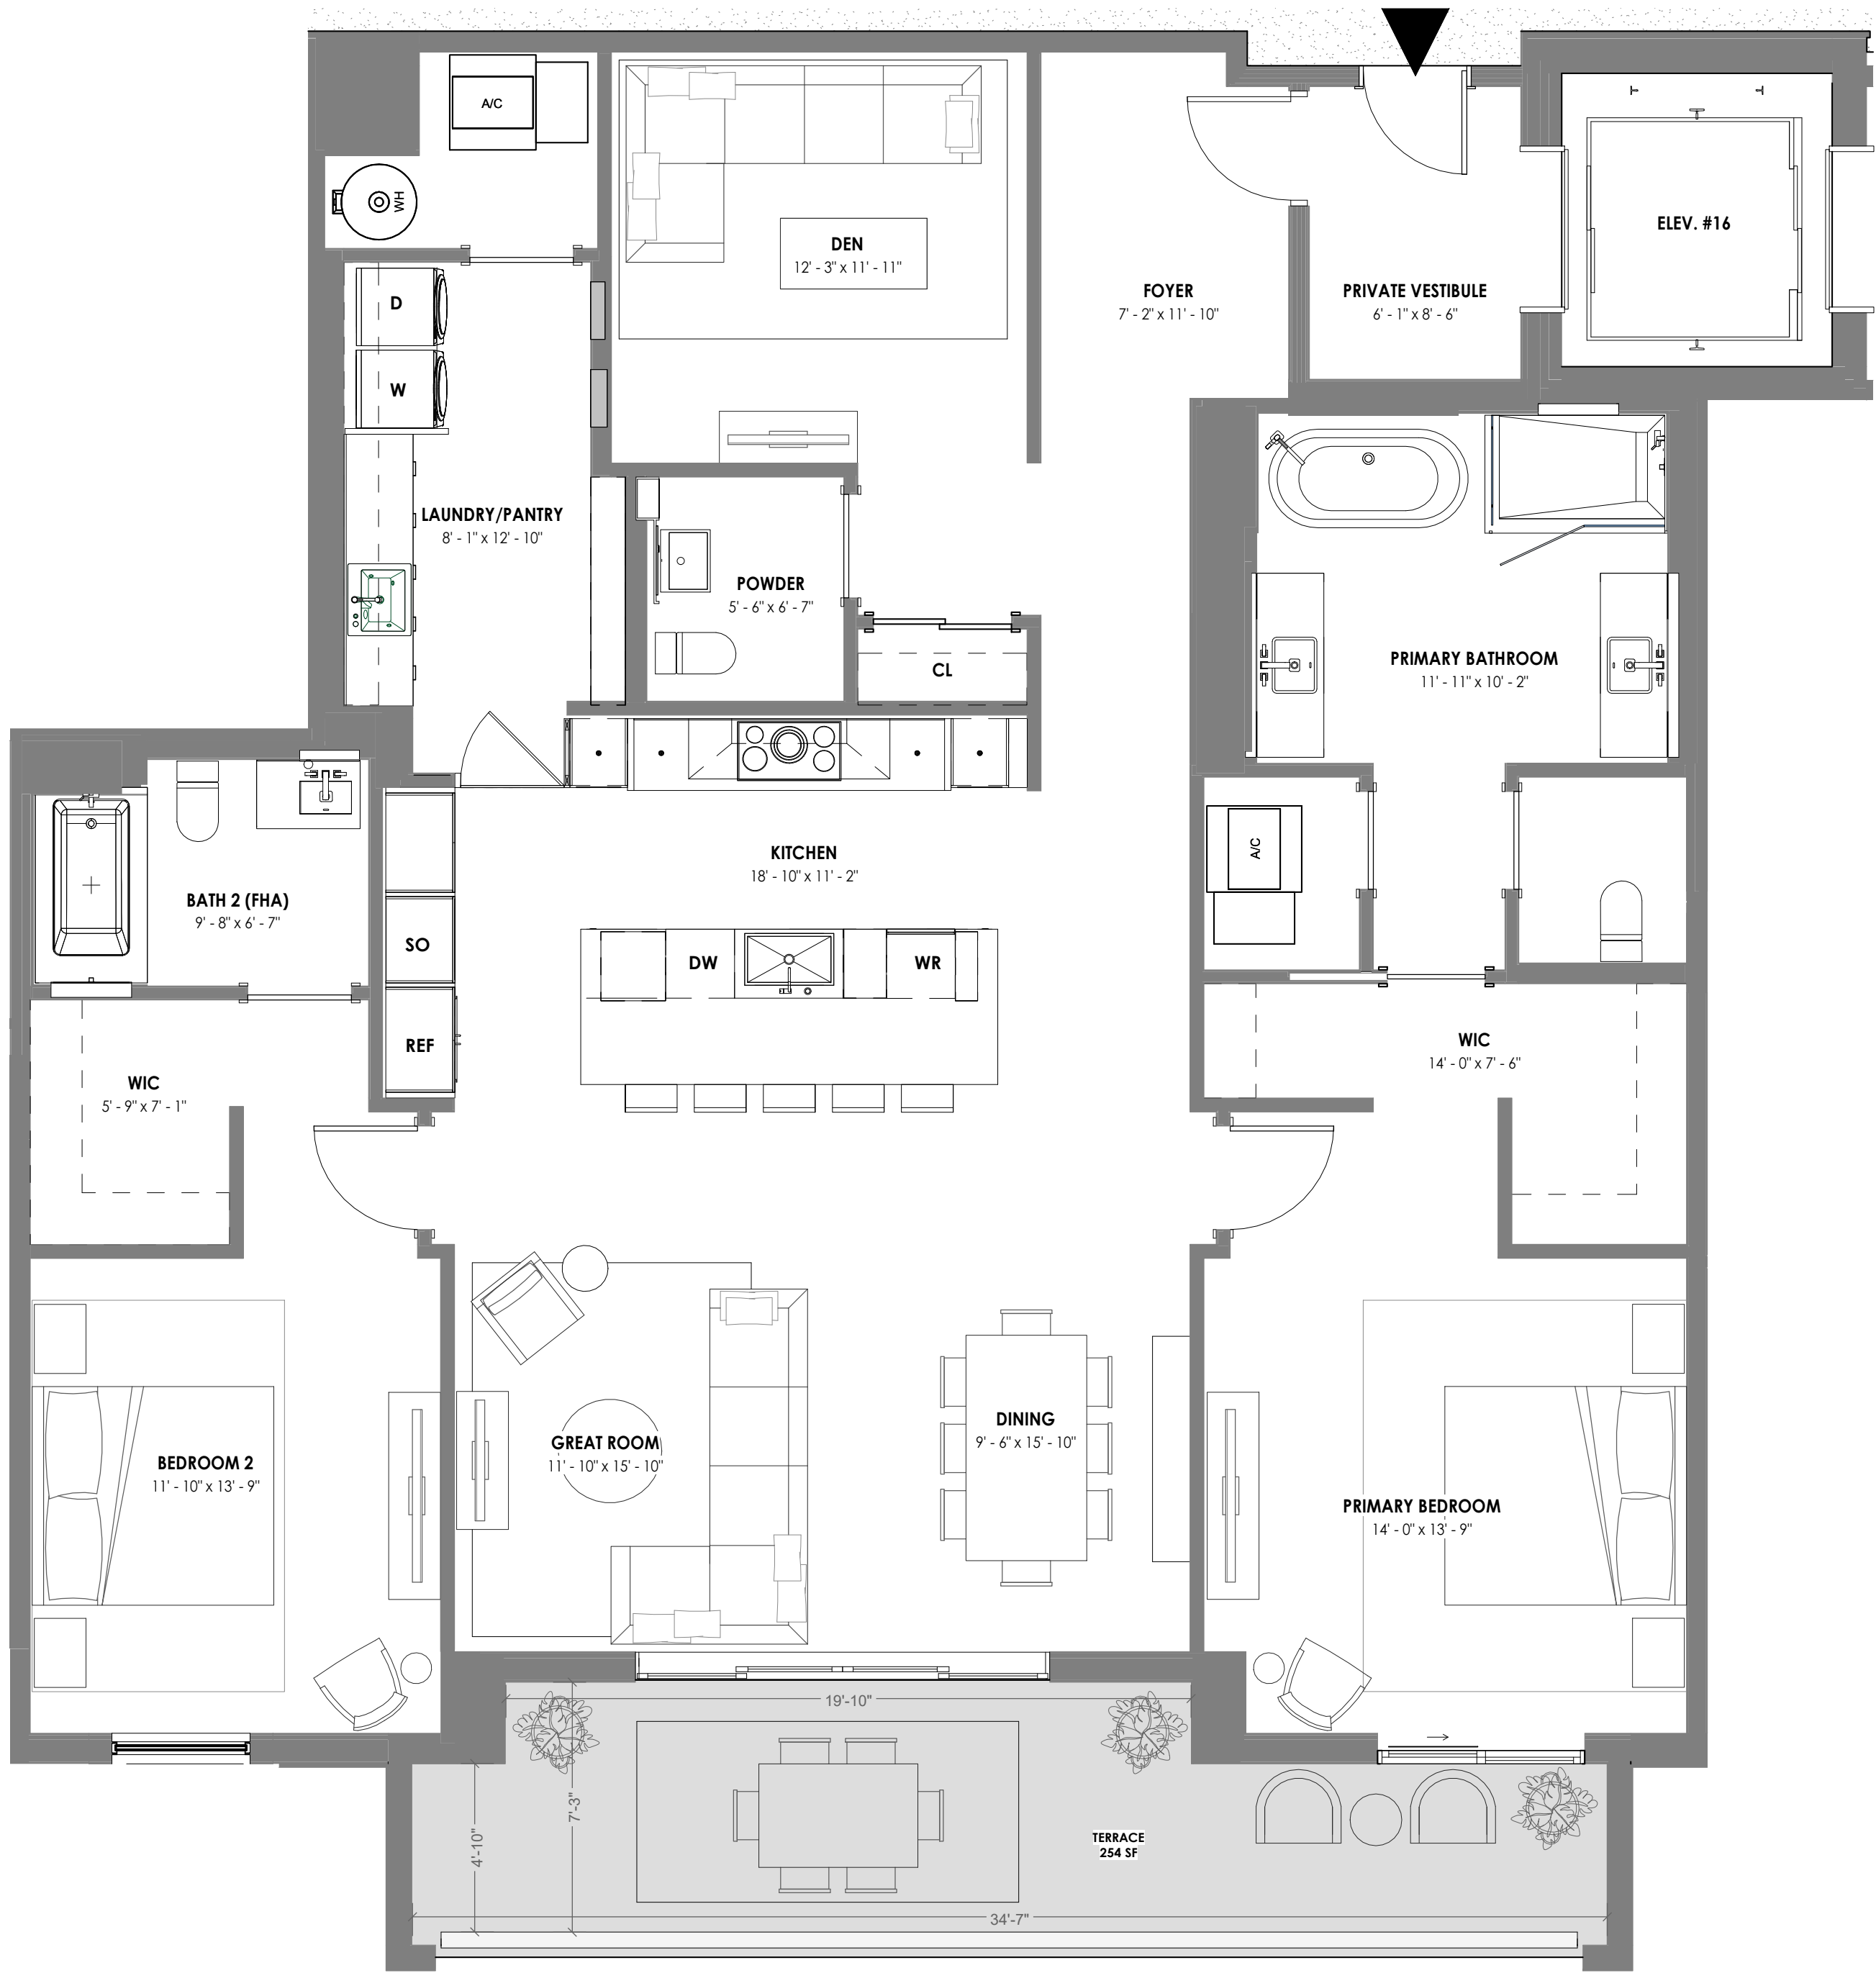 A/C
WH
DEN
12' - 3" x 11' - 11"
ELEV. #16
FOYER
7' - 2" x 11' - 10"
PRIVATE VESTIBULE
6' - 1" x 8' - 6"
D
W
LAUNDRY/PANTRY
8' - 1" x 12' - 10"
POWDER
5' - 6" x 6' - 7"
CL
PRIMARY BATHROOM
11' - 11" x 10' - 2"
KITCHEN
18' - 10" x 11' - 2"
A/C
BATH 2 (FHA)
9' - 8" x 6' - 7"
SO
DW
WR
REF
WIC
5' - 9" x 7' - 1"
WIC
14' - 0" x 7' - 6"
GREAT ROOM
11' - 10" x 15' - 10"
DINING
9' - 6" x 15' - 10"
BEDROOM 2
11' - 10" x 13' - 9"
PRIMARY BEDROOM
14' - 0" x 13' - 9"
19'-10"
7'-3"
4'-10"
TERRACE
254 SF
34'-7"